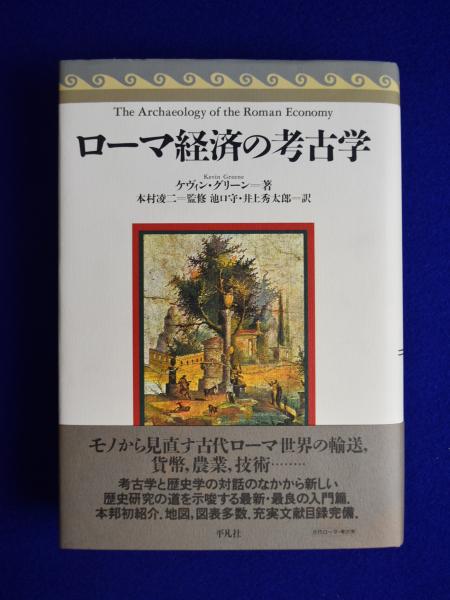 The Archaeology of the Roman Economy
ローマ経済の考古学
Kevin Greene
ケヴィン・グリーン=著
本村凌二=監修 池口守・井上秀太郎=訳
モノから見直す古代ローマ世界の輸送,
貨幣,農業,技術………
考古学と歴史学の対話のなかから新しい
歴史研究の道を示唆する最新・最良の入門篇.
本邦初紹介.地図,図表多数.充実文献目録完備.
平凡社